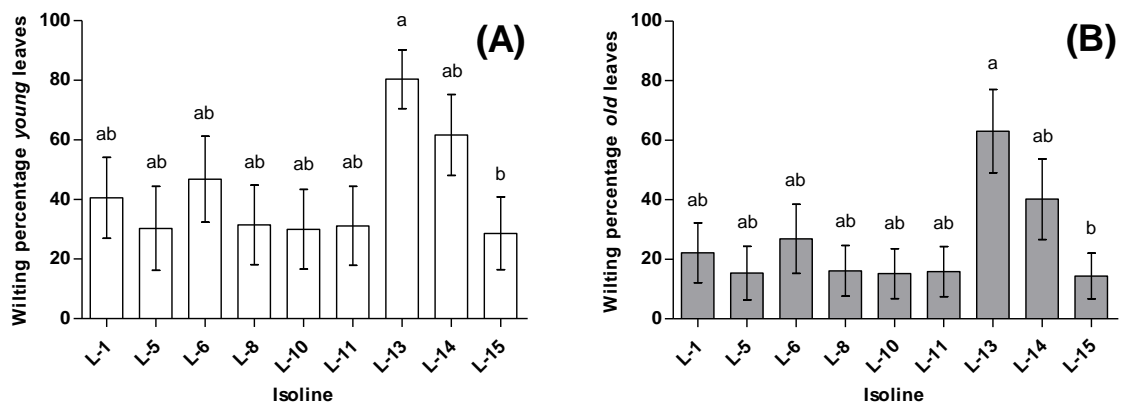 (A)
Wilting percentage young leaves
100
80
60
40
20
0
ab ab ab ab ab ab a ab b
L-1 L-5 L-6 L-8 L-10 L-11 L-13 L-14 L-15
Isoline
(B)
Wilting percentage old leaves
100
80
60
40
20
0
ab ab ab ab ab ab a ab b
L-1 L-5 L-6 L-8 L-10 L-11 L-13 L-14 L-15
Isoline